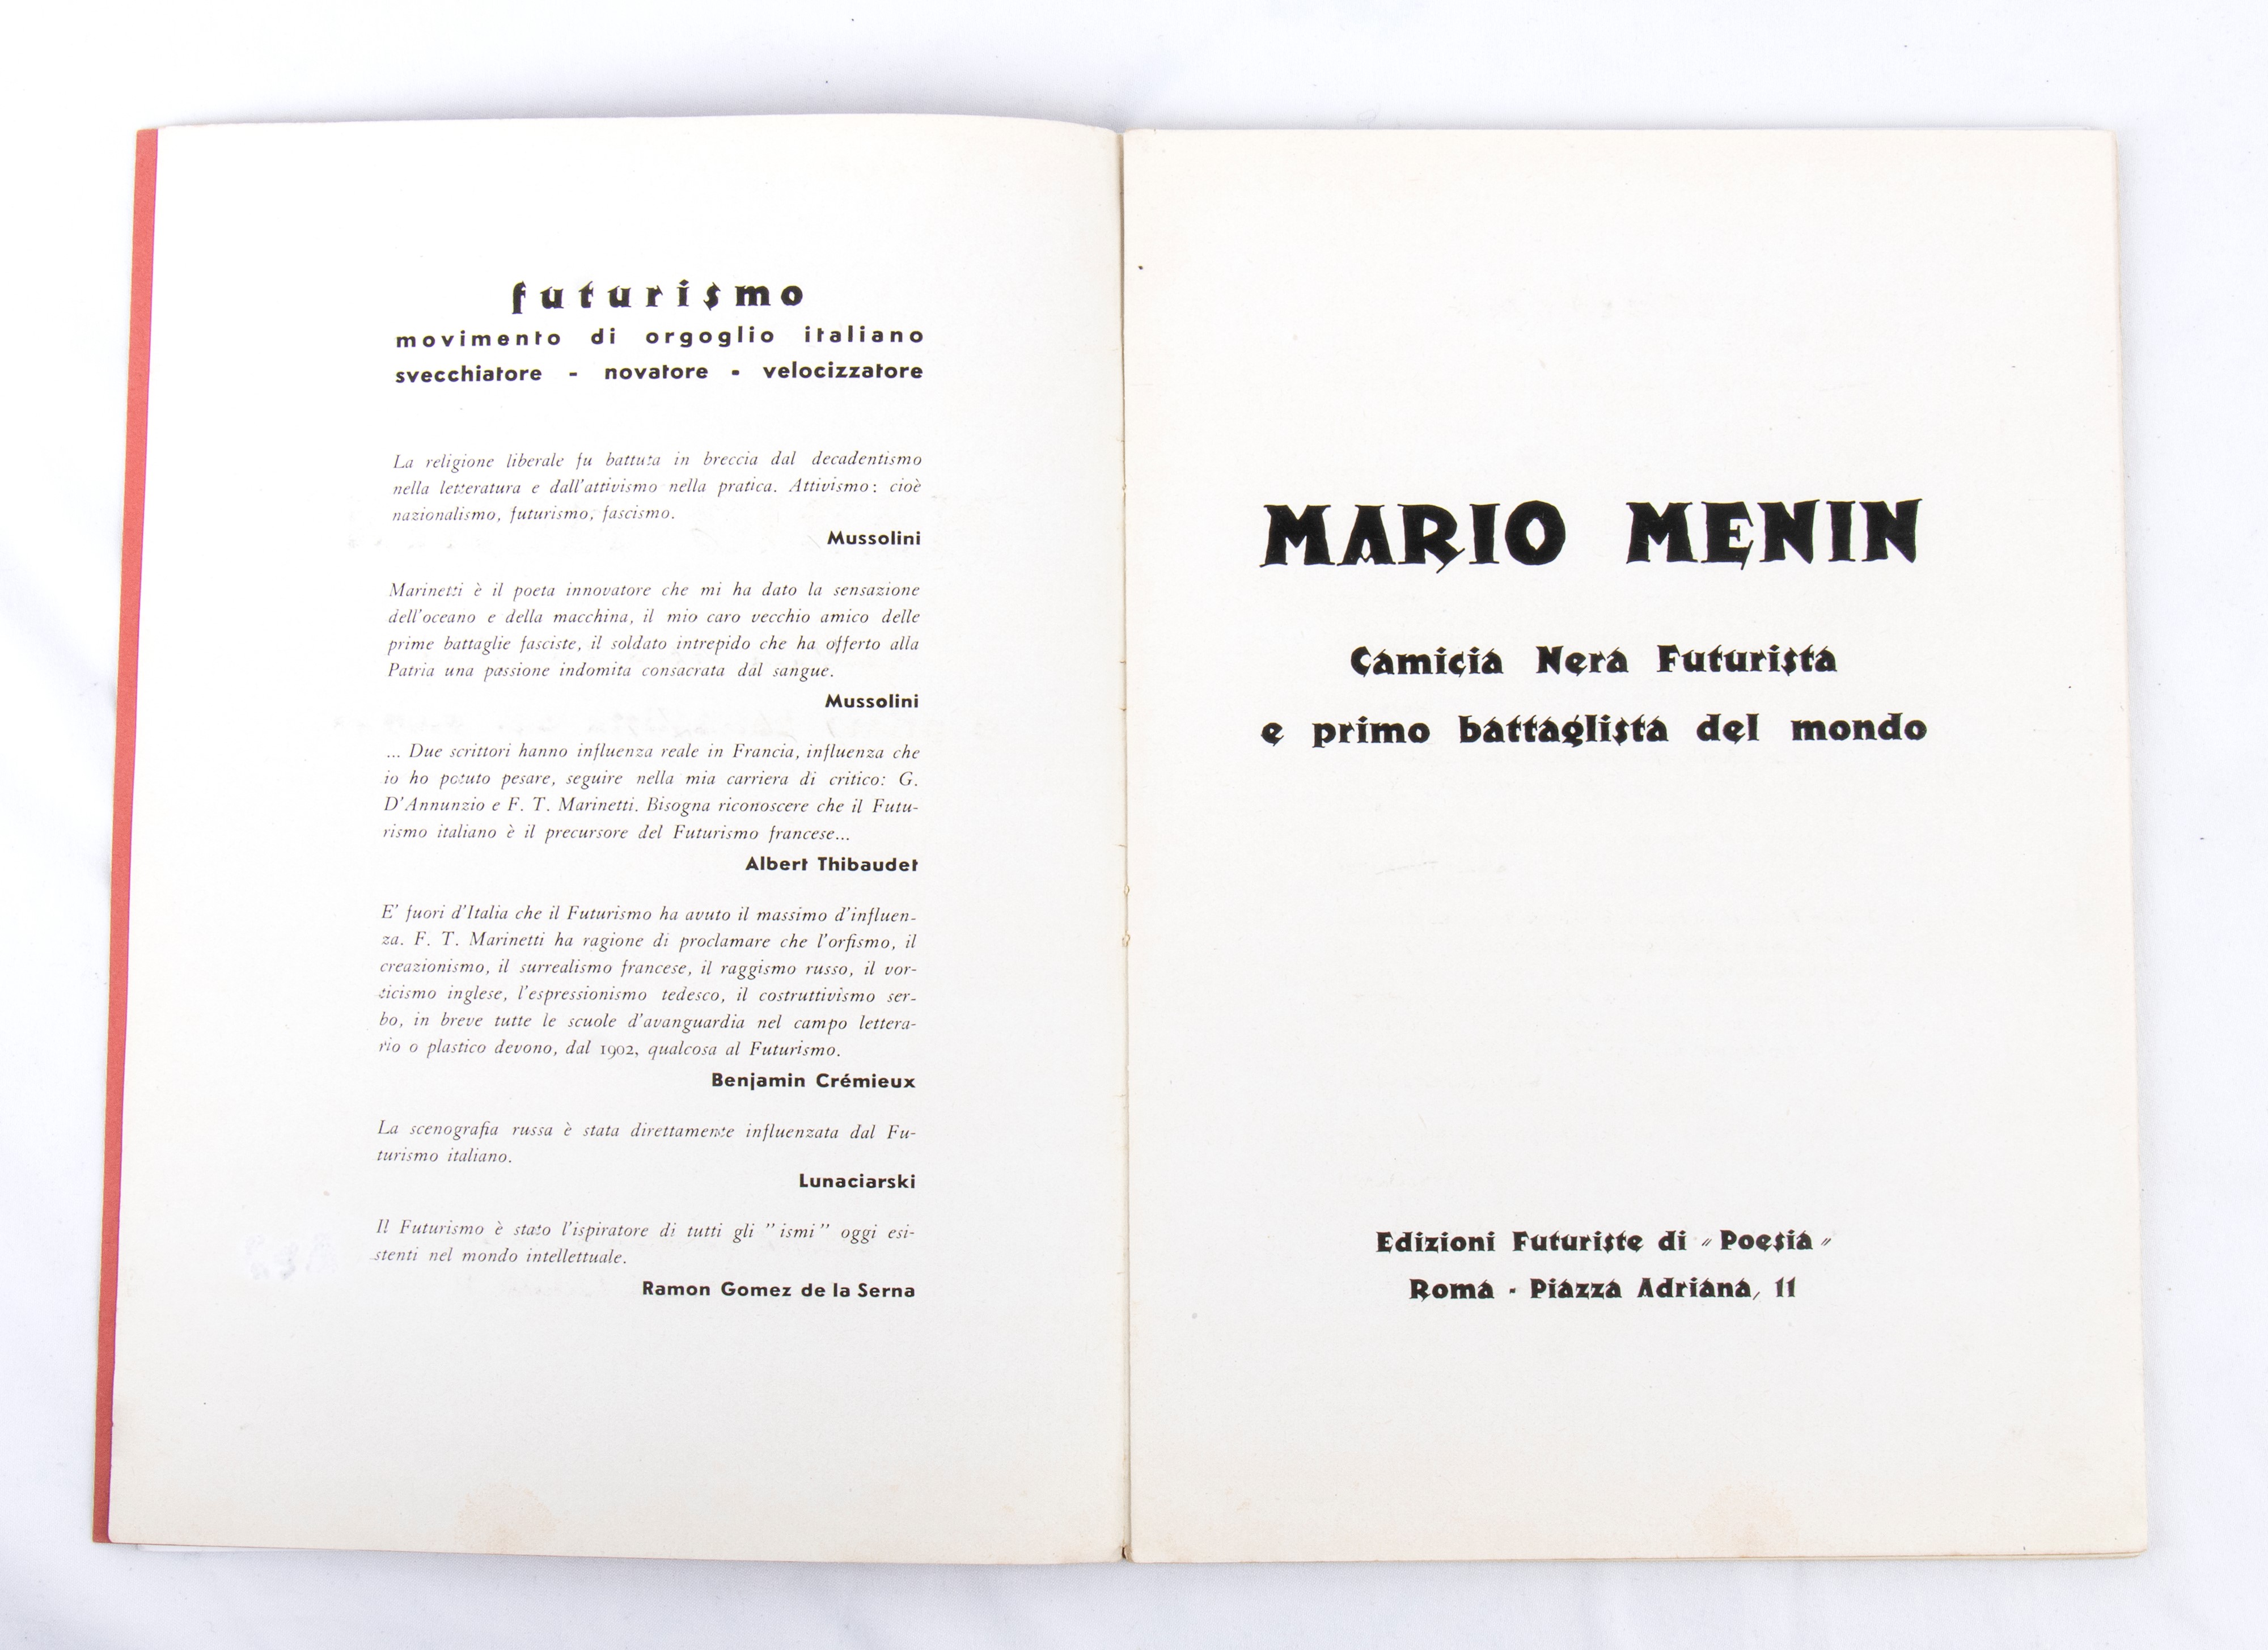 futurismo
movimento di orgoglio italiano
svecchiatore - novatore - velocizzatore
La religione liberale fu battuta in breccia dal decadentismo
nella letteratura e dall'attivismo nella pratica. Attivismo: cioè
nazionalismo, futurismo, fascismo.
Mussolini
Marinetti è il poeta innovatore che mi ha dato la sensazione
dell'oceano e della macchina, il mio caro vecchio amico delle
prime battaglie fasciste, il soldato intrepido che ha offerto alla
Patria una passione indomita consacrata dal sangue.
Mussolini
... Due scrittori hanno influenza reale in Francia, influenza che
io ho potuto pesare, seguire nella mia carriera di critico: G.
D'Annunzio e F. T. Marinetti. Bisogna riconoscere che il Futu-
rismo italiano è il precursore del Futurismo francese...
Albert Thibaudet
E' fuori d'Italia che il Futurismo ha avuto il massimo d'influen-
za. F. T. Marinetti ha ragione di proclamare che l'orfismo, il
creazionismo, il surrealismo francese, il raggismo russo, il vor-
ticismo inglese, l'espressionismo tedesco, il costruttivismo ser-
bo, in breve tutte le scuole d'avanguardia nel campo lettera-
rio o plastico devono, dal 1902, qualcosa al Futurismo.
Benjamin Crémieux
La scenografia russa è stata direttamente influenzata dal Fu-
turismo italiano.
Lunaciarski
Il Futurismo è stato l'ispiratore di tutti gli "ismi" oggi esi-
stenti nel mondo intellettuale.
Ramon Gomez de la Serna
MARIO MENIN
Camicia Nera Futurista
e primo battaglista del mondo
Edizioni Futuriste di "Poesia"
Roma - Piazza Adriana, 11